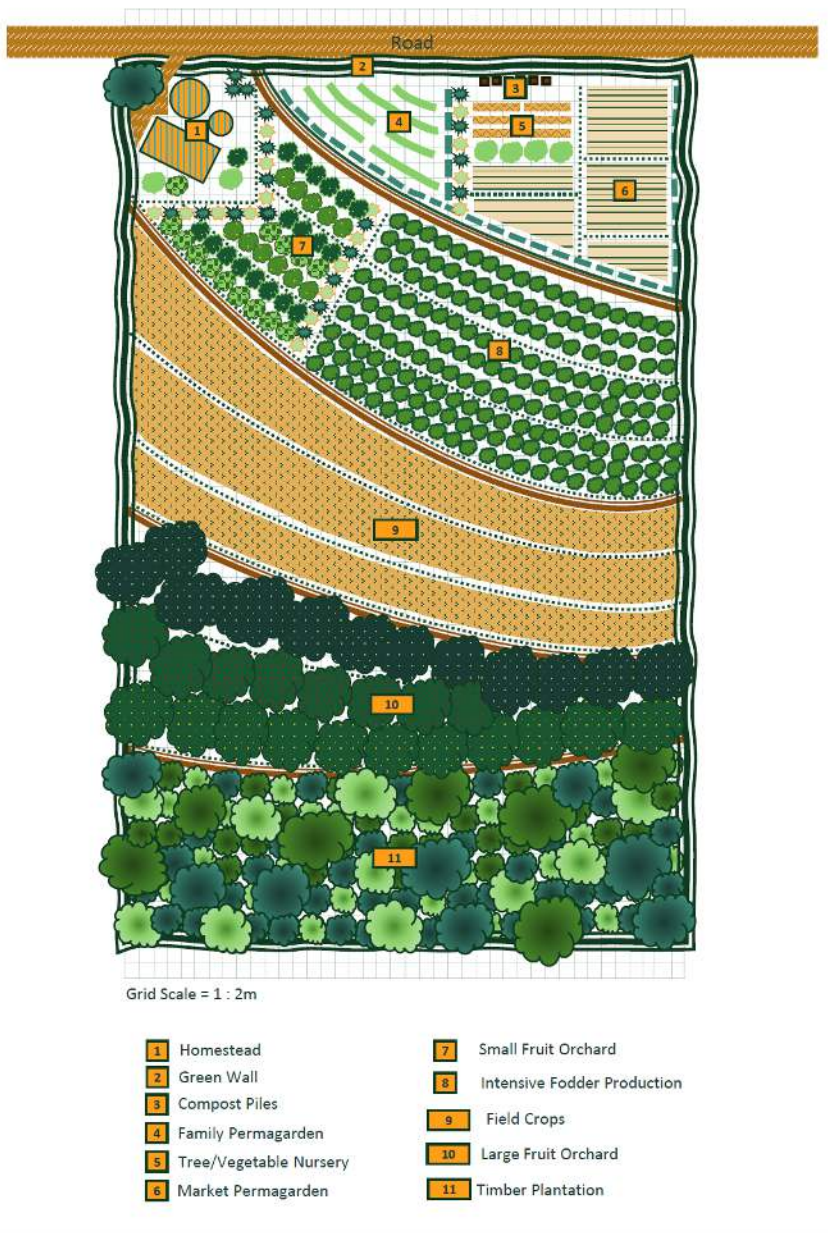 Road
2
3
4
5
1
6
7
8
9
10
11
Grid Scale = 1 : 2m
1 Homestead
2 Green Wall
3 Compost Piles
4 Family Permagarden
5 Tree/Vegetable Nursery
6 Market Permagarden
7 Small Fruit Orchard
8 Intensive Fodder Production
9 Field Crops
10 Large Fruit Orchard
11 Timber Plantation